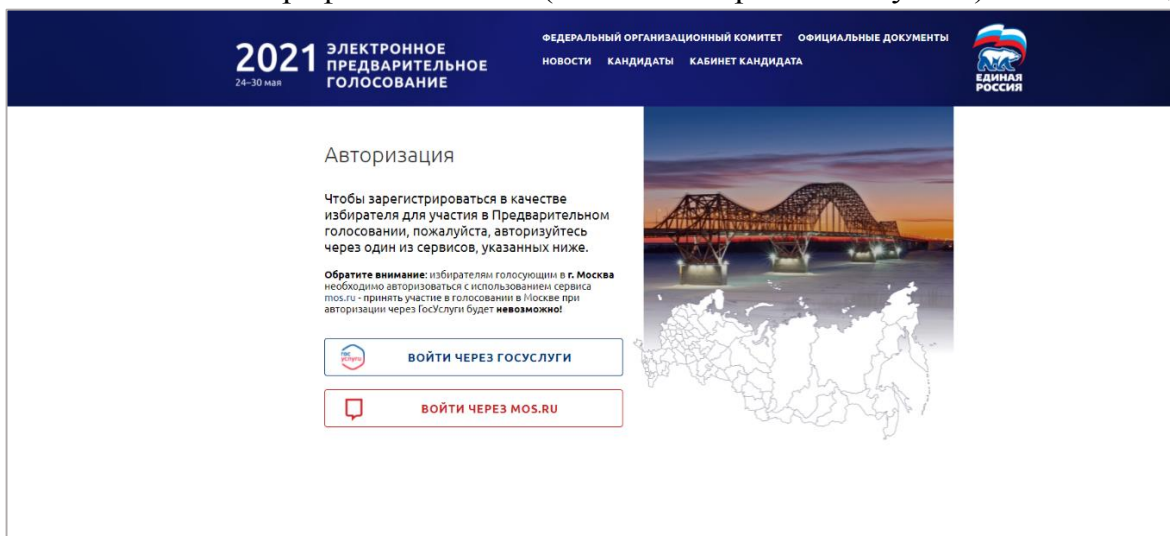 2021
24–30 мая
ЭЛЕКТРОННОЕ
ПРЕДВАРИТЕЛЬНОЕ
ГОЛОСОВАНИЕ
ФЕДЕРАЛЬНЫЙ ОРГАНИЗАЦИОННЫЙ КОМИТЕТ ОФИЦИАЛЬНЫЕ ДОКУМЕНТЫ
НОВОСТИ КАНДИДАТЫ КАБИНЕТ КАНДИДАТА
ЕДИНАЯ
РОССИЯ
Авторизация
Чтобы зарегистрироваться в качестве
избирателя для участия в Предварительном
голосовании, пожалуйста, авторизуйтесь
через один из сервисов, указанных ниже.
Обратите внимание: избирателям голосующим в г. Москва
необходимо авторизоваться с использованием сервиса
mos.ru - принять участие в голосовании в Москве при
авторизации через ГосУслуги будет невозможно!
гос
услуги
ВОЙТИ ЧЕРЕЗ ГОСУСЛУГИ
ВОЙТИ ЧЕРЕЗ MOS.RU